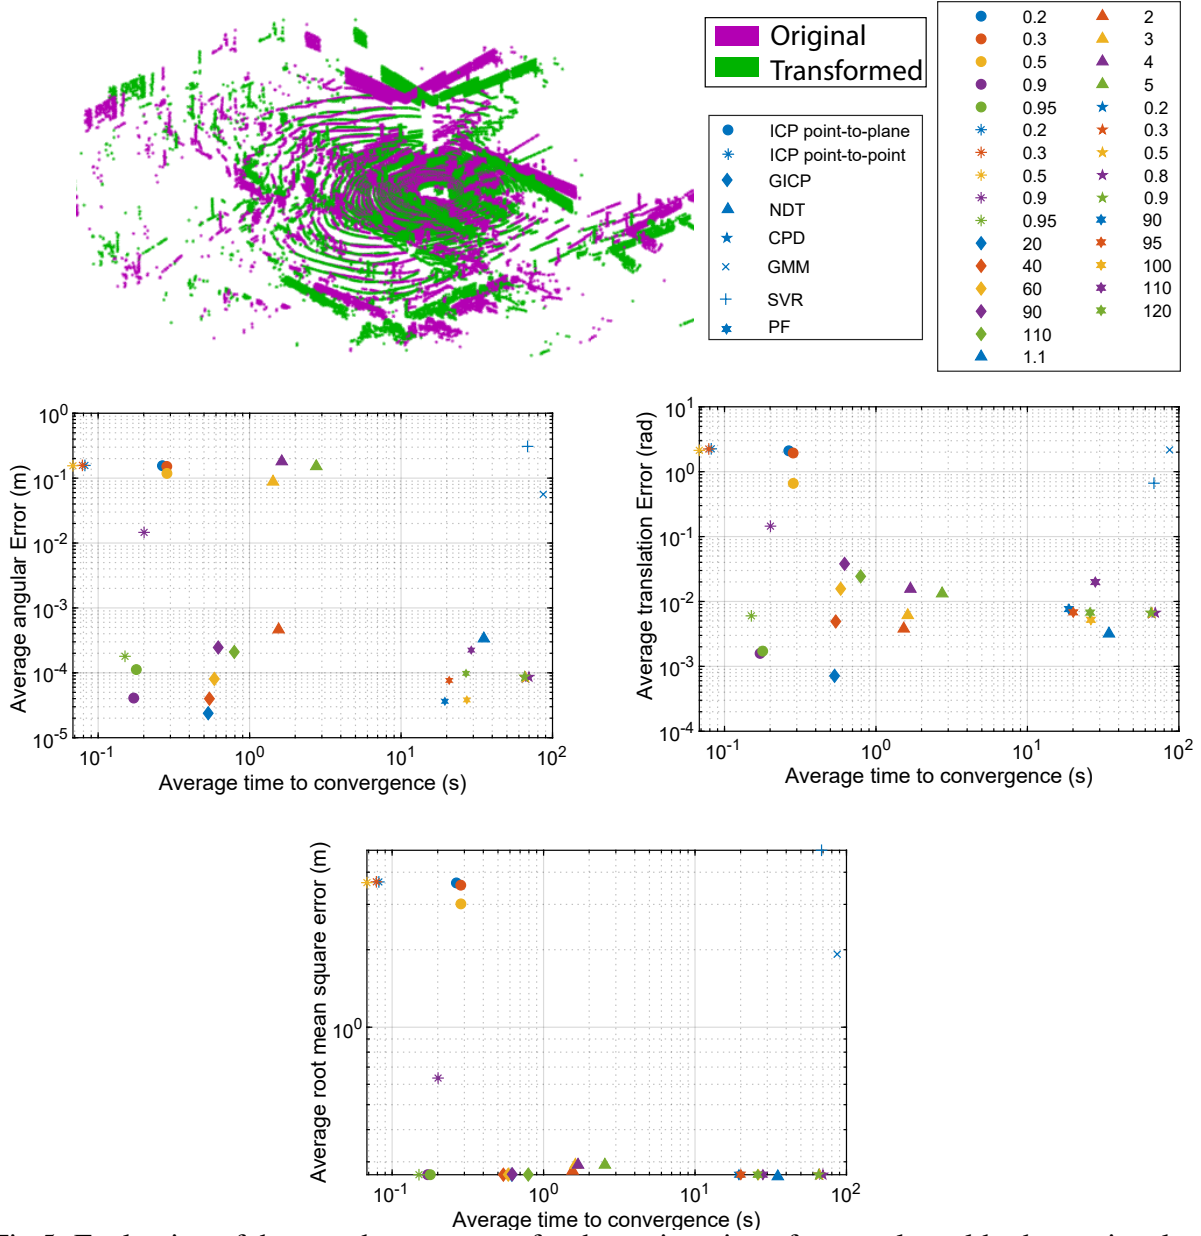 Original
Transformed
ICP point-to-plane
ICP point-to-point
GICP
NDT
CPD
GMM
SVR
PF
0.2 2
0.3 3
0.5 4
0.9 5
0.95 0.2
0.2 0.3
0.3 0.5
0.5 0.8
0.9 0.9
0.95 90
20 95
40 100
60 110
90 120
110
1.1
Average angular Error (m)
10^0
10^-1
10^-2
10^-3
10^-4
10^-5
10^-1 10^0 10^1 10^2
Average time to convergence (s)
Average translation Error (rad)
10^1
10^0
10^-1
10^-2
10^-3
10^-4
10^-1 10^0 10^1 10^2
Average time to convergence (s)
Average root mean square error (m)
10^0
10^-1 10^0 10^1 10^2
Average time to convergence (s)